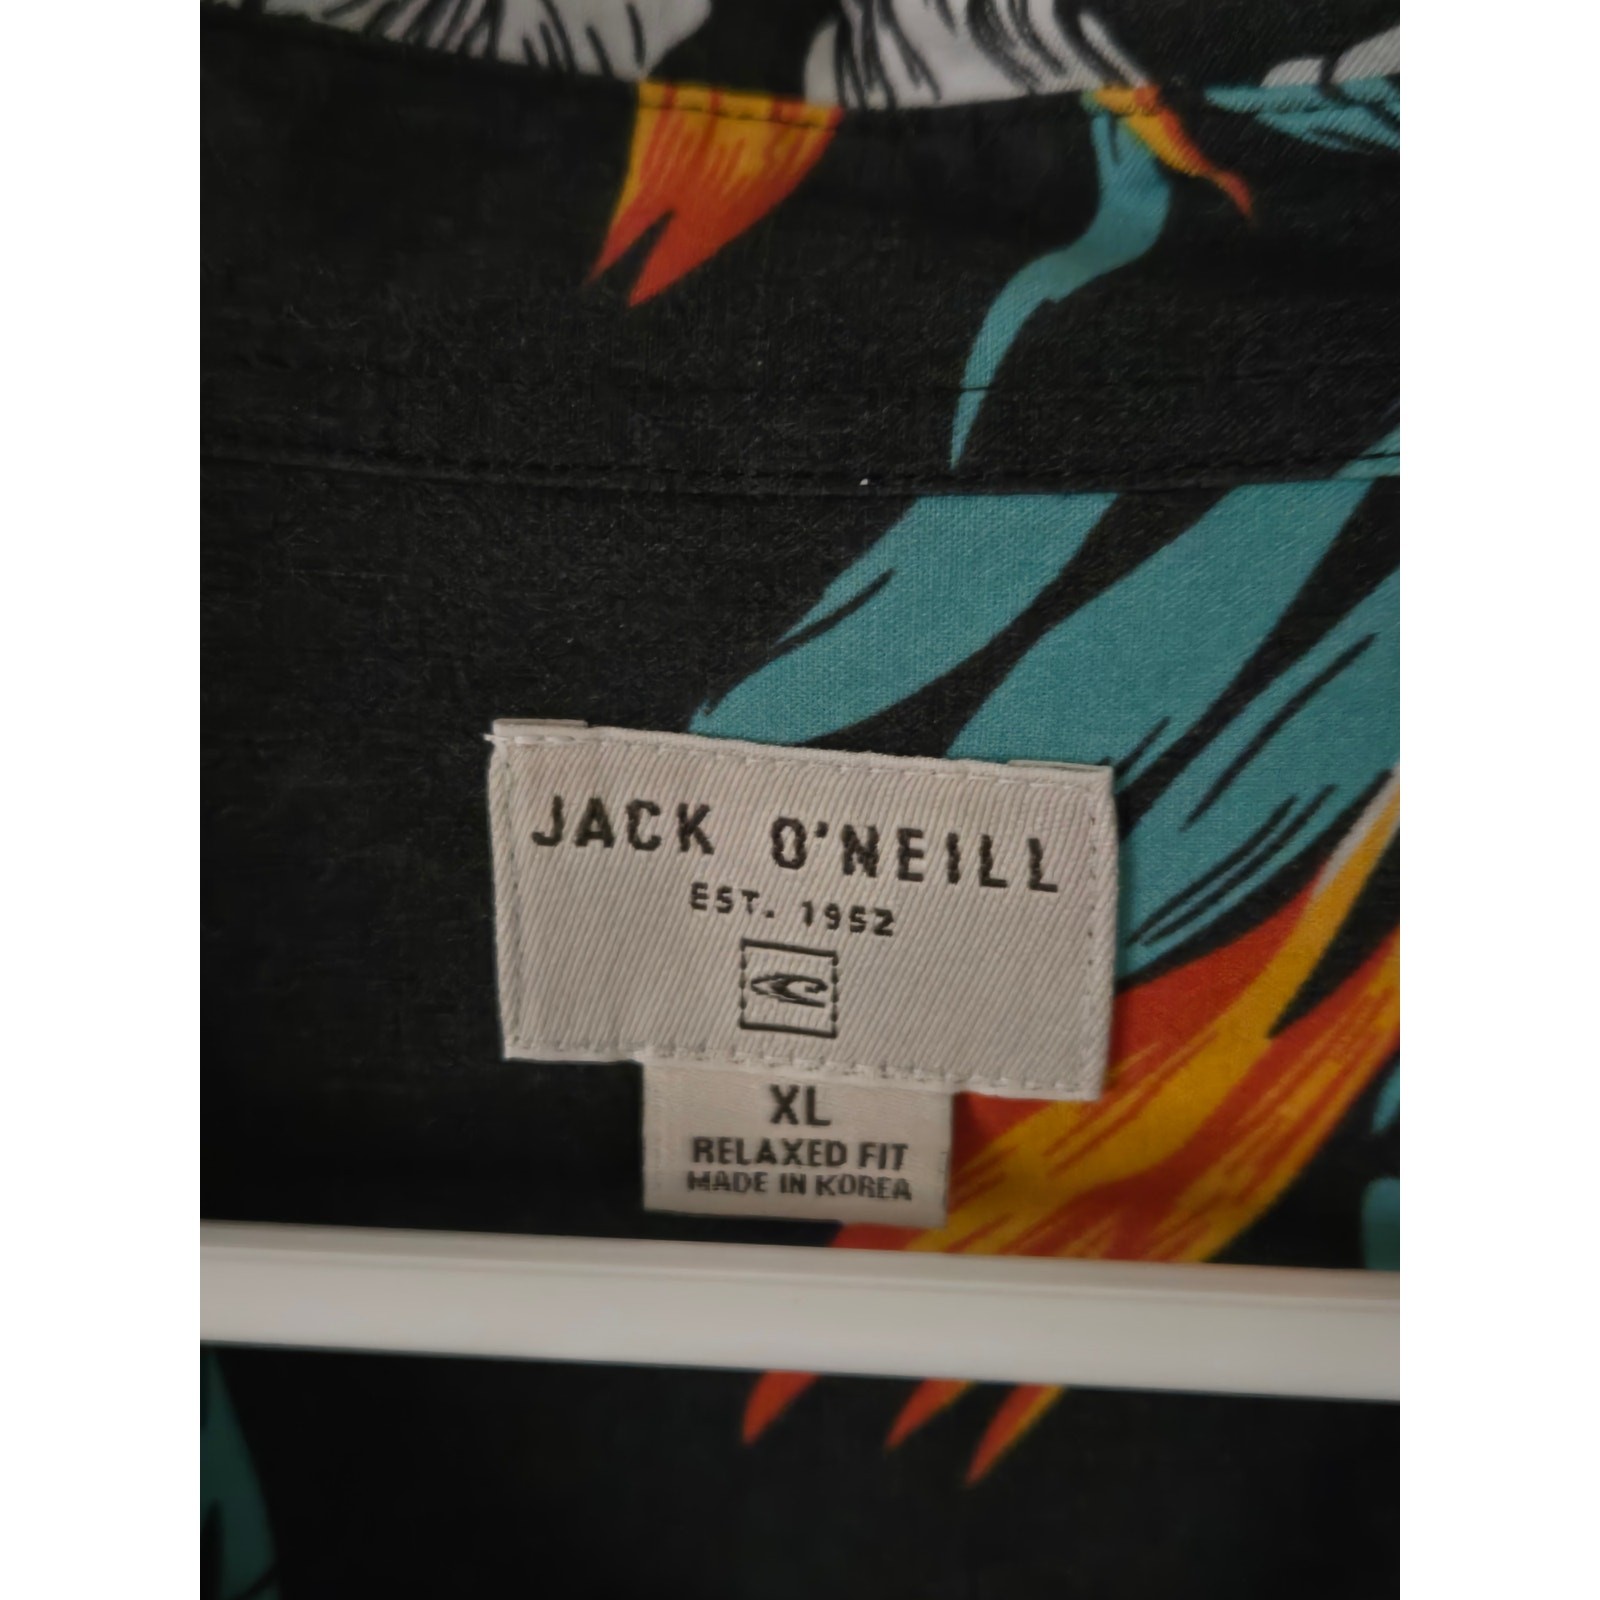 JACK O'NEILL
EST. 1952
XL
RELAXED FIT
MADE IN KOREA